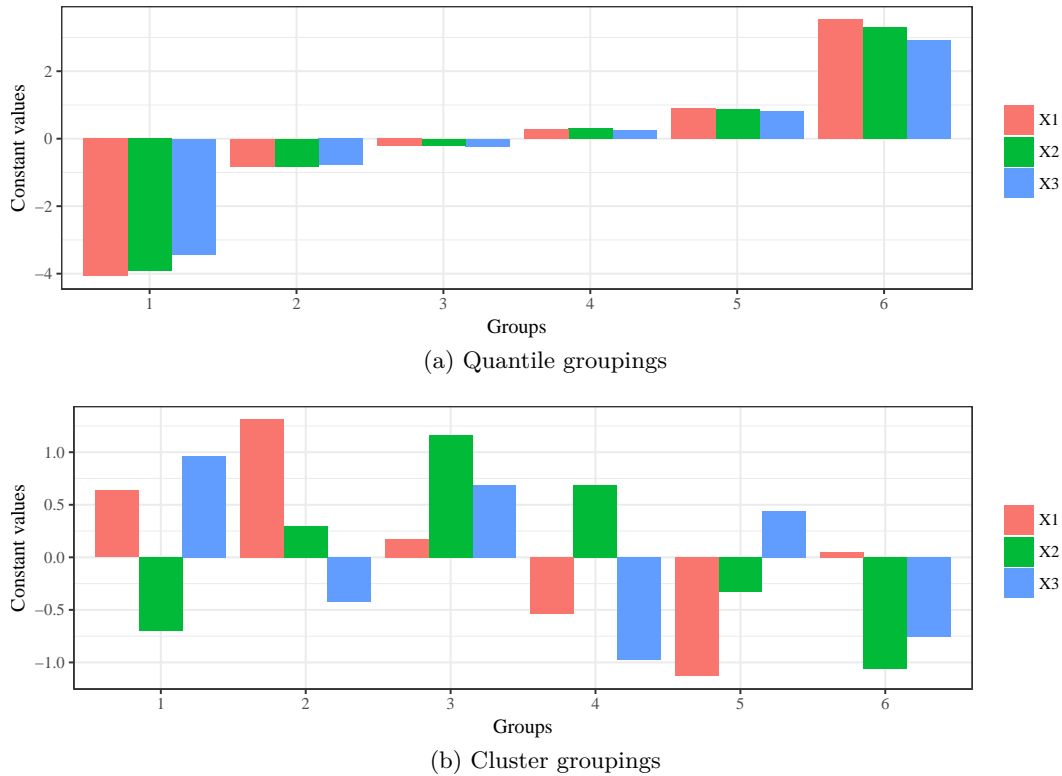 Constant values
2
0
−2
−4
1 2 3 4 5 6
Groups
X1
X2
X3
(a) Quantile groupings
Constant values
1.0
0.5
0.0
−0.5
−1.0
1 2 3 4 5 6
Groups
X1
X2
X3
(b) Cluster groupings